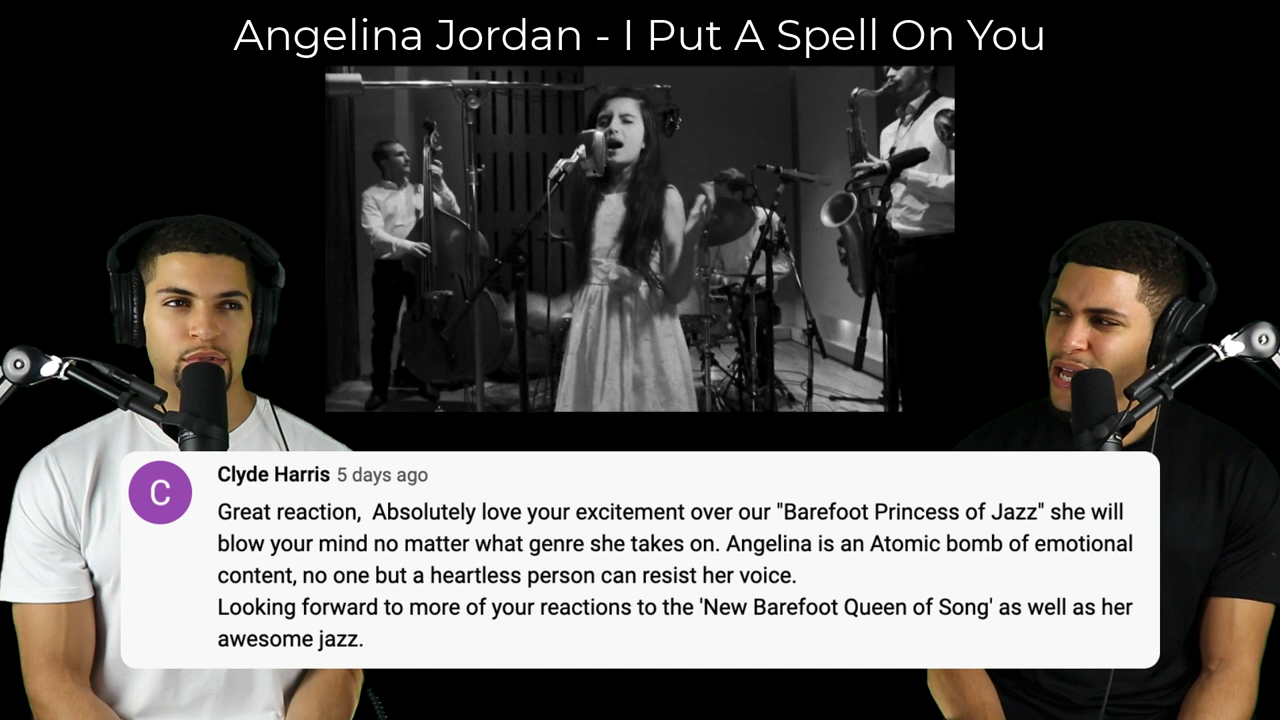 Angelina Jordan - I Put A Spell On You
C
Clyde Harris 5 days ago
Great reaction,  Absolutely love your excitement over our "Barefoot Princess of Jazz" she will
blow your mind no matter what genre she takes on. Angelina is an Atomic bomb of emotional
content, no one but a heartless person can resist her voice.
Looking forward to more of your reactions to the 'New Barefoot Queen of Song' as well as her
awesome jazz.